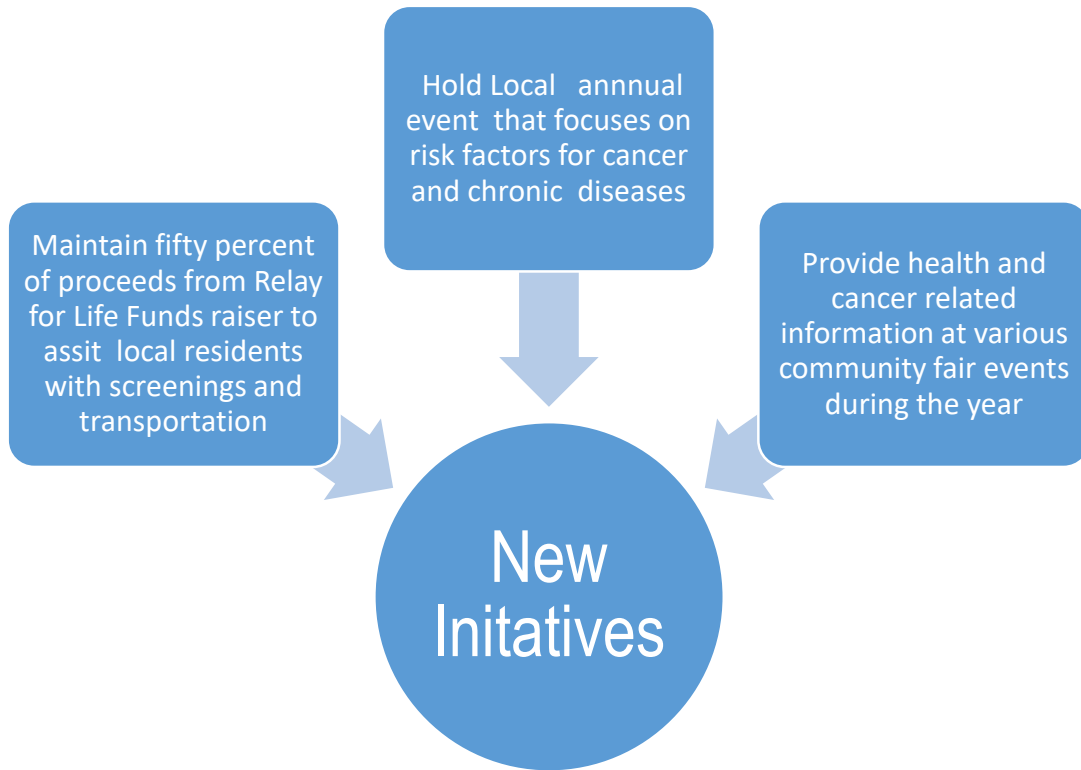 Hold Local annnual
event that focuses on
risk factors for cancer
and chronic diseases
Maintain fifty percent
of proceeds from Relay
for Life Funds raiser to
assit local residents
with screenings and
transportation
Provide health and
cancer related
information at various
community fair events
during the year
New
Initatives